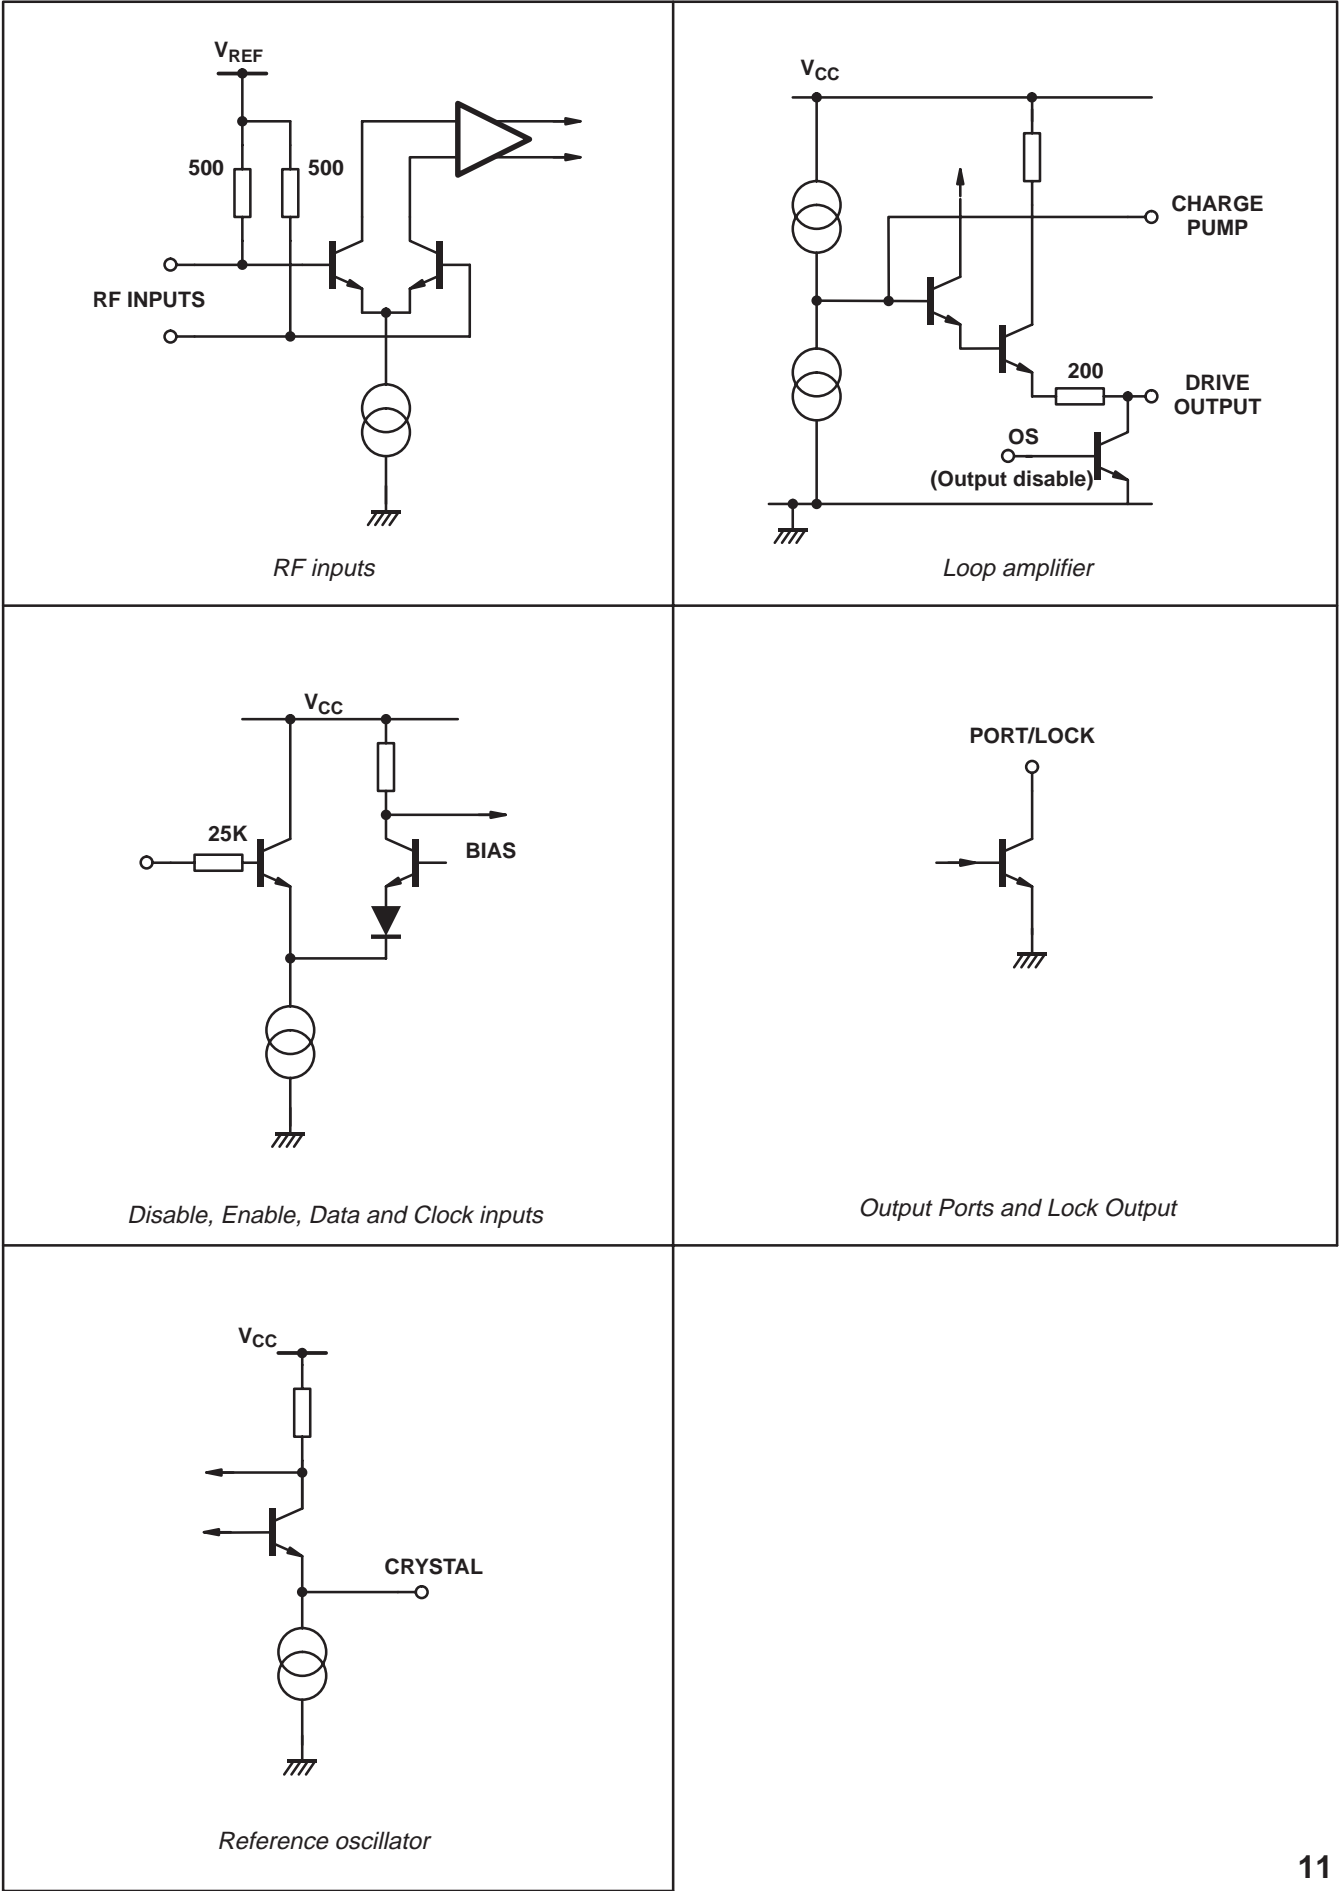 VREF
500
500
RF INPUTS
RF inputs
VCC
CHARGE
PUMP
200
DRIVE
OUTPUT
OS
(Output disable)
Loop amplifier
VCC
25K
BIAS
Disable, Enable, Data and Clock inputs
PORT/LOCK
Output Ports and Lock Output
VCC
CRYSTAL
Reference oscillator
11